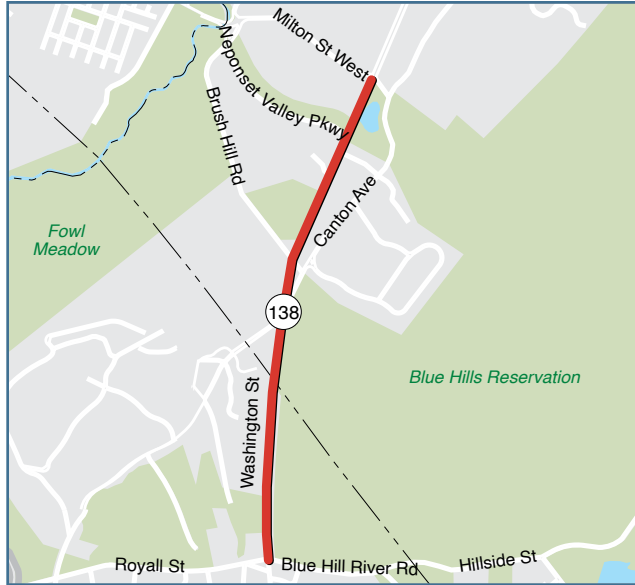 Milton St West
Neponset Valley Pkwy
Brush Hill Rd
Canton Ave
Fowl
Meadow
138
Blue Hills Reservation
Washington St
Royall St
Blue Hill River Rd
Hillside St